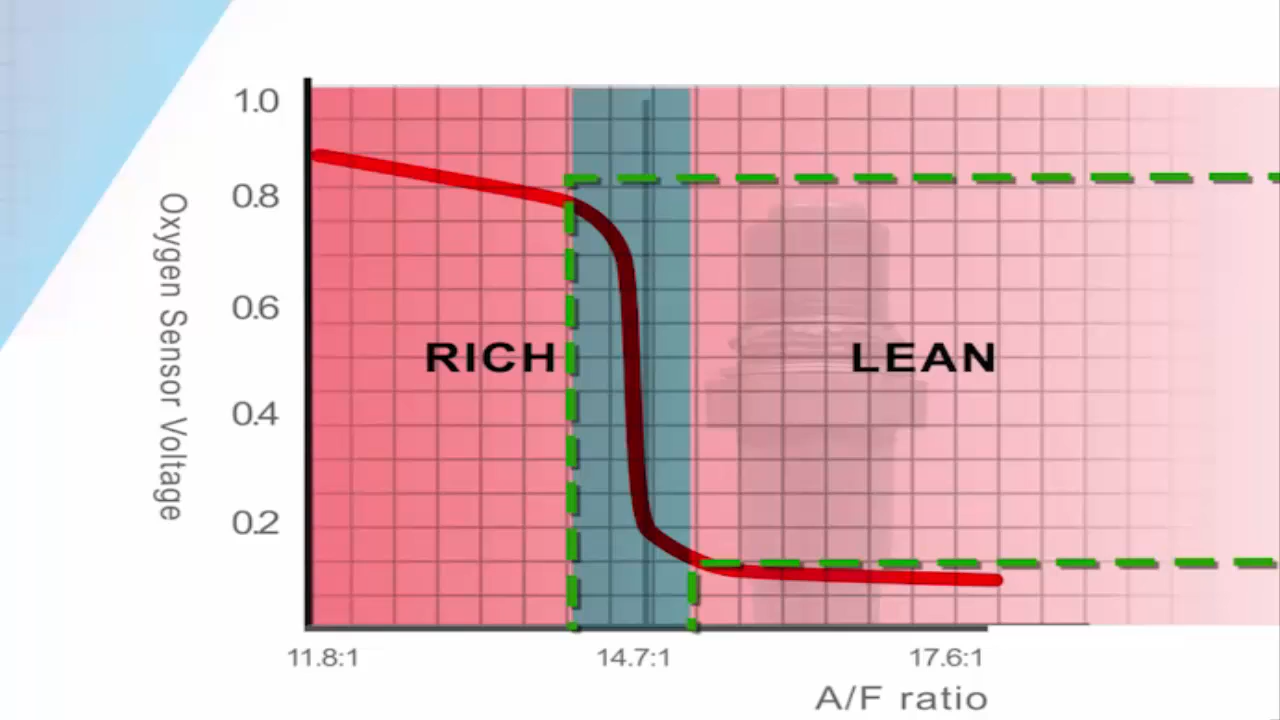 1.0
0.8
0.6
0.4
0.2
Oxygen Sensor Voltage
RICH
LEAN
11.8:1 14.7:1 17.6:1
A/F ratio